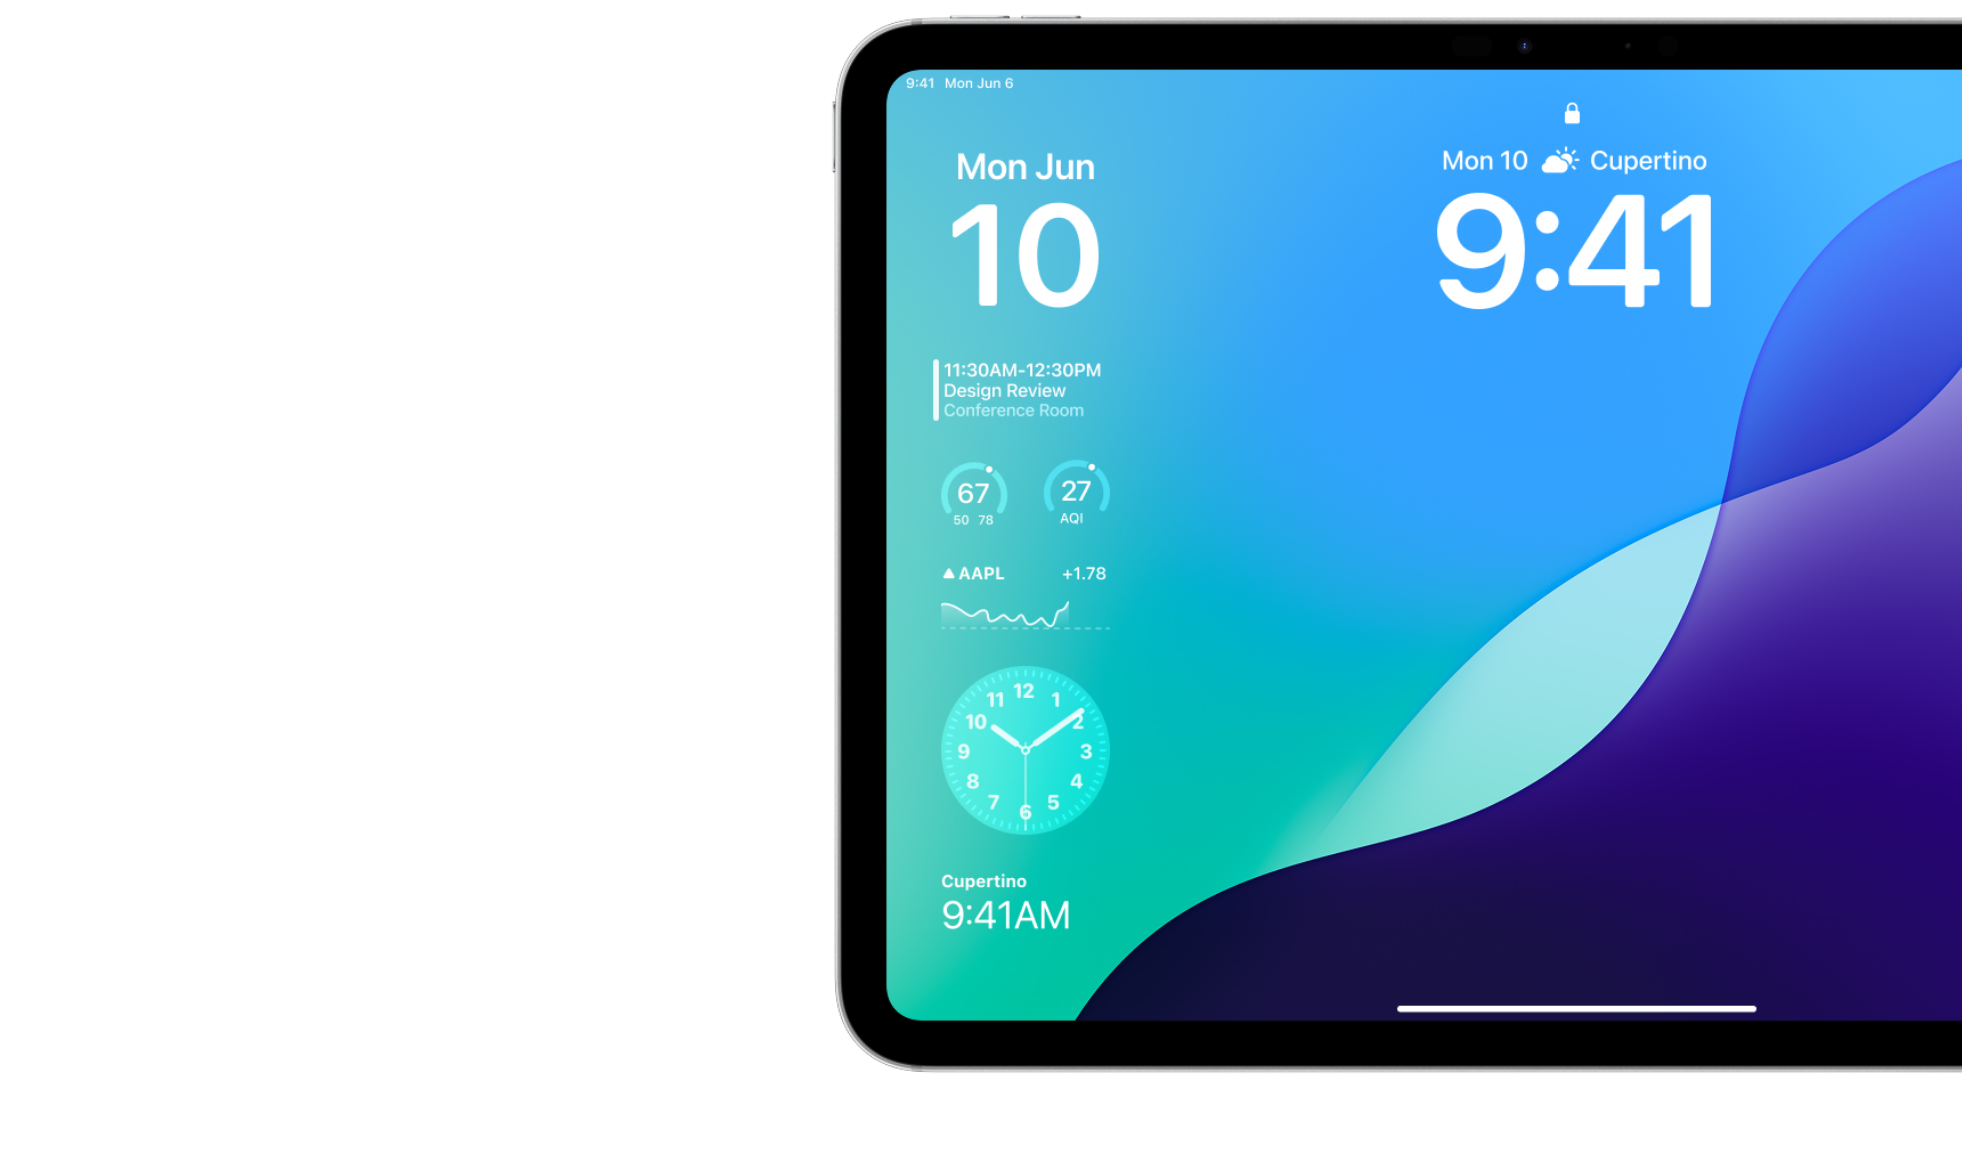 9:41 Mon Jun 6
Mon Jun
10
Mon 10 Cupertino
9:41
11:30AM-12:30PM
Design Review
Conference Room
67
50 78
27
AQI
AAPL +1.78
12
1
2
3
4
5
6
7
8
9
10
11
Cupertino
9:41AM